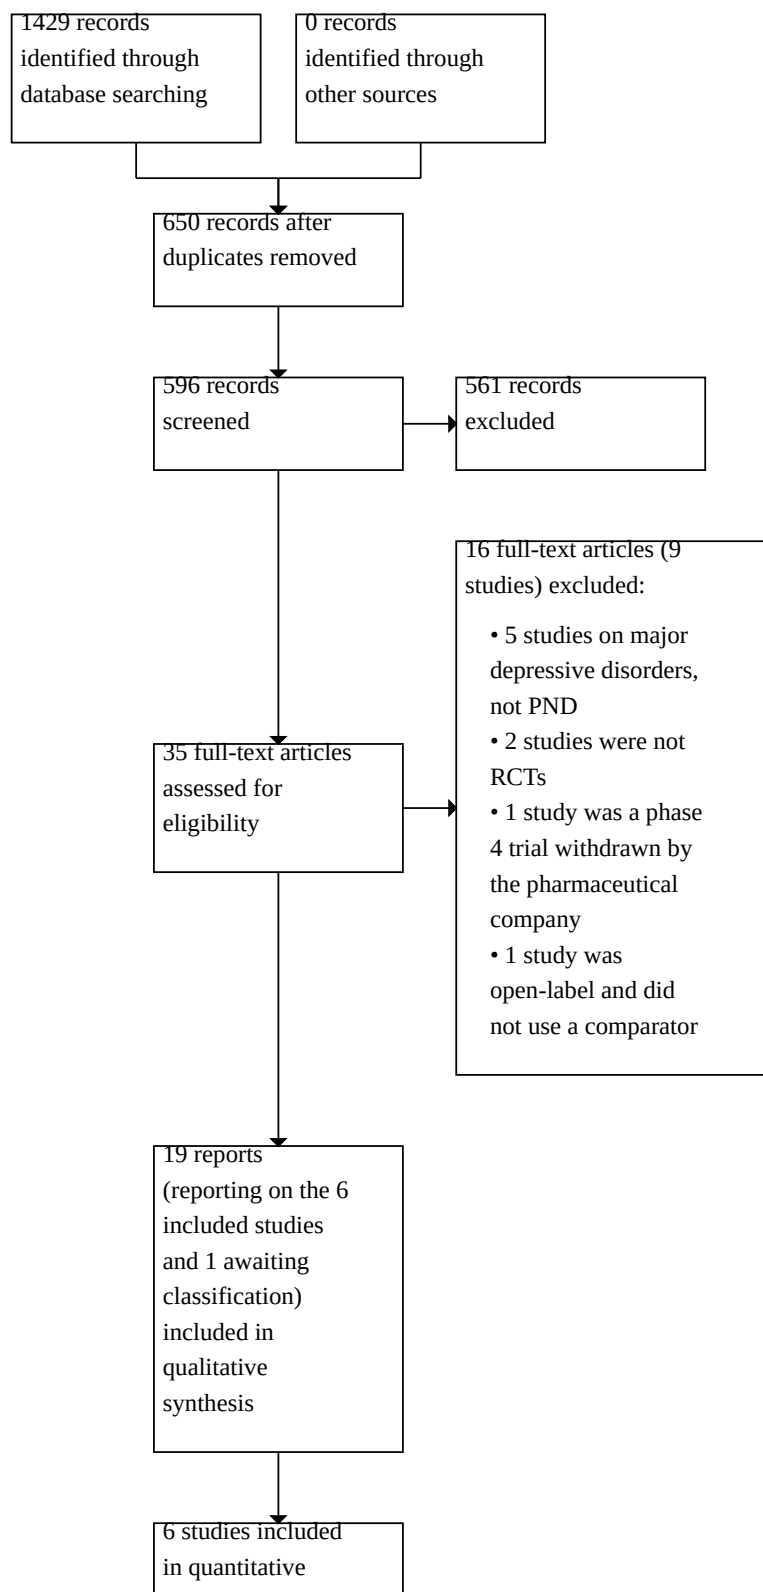 1429 records
identified through
database searching
0 records
identified through
other sources
650 records after
duplicates removed
596 records
screened
561 records
excluded
35 full-text articles
assessed for
eligibility
16 full-text articles (9
studies) excluded:
• 5 studies on major
depressive disorders,
not PND
• 2 studies were not
RCTs
• 1 study was a phase
4 trial withdrawn by
the pharmaceutical
company
• 1 study was
open-label and did
not use a comparator
19 reports
(reporting on the 6
included studies
and 1 awaiting
classification)
included in
qualitative
synthesis
6 studies included
in quantitative